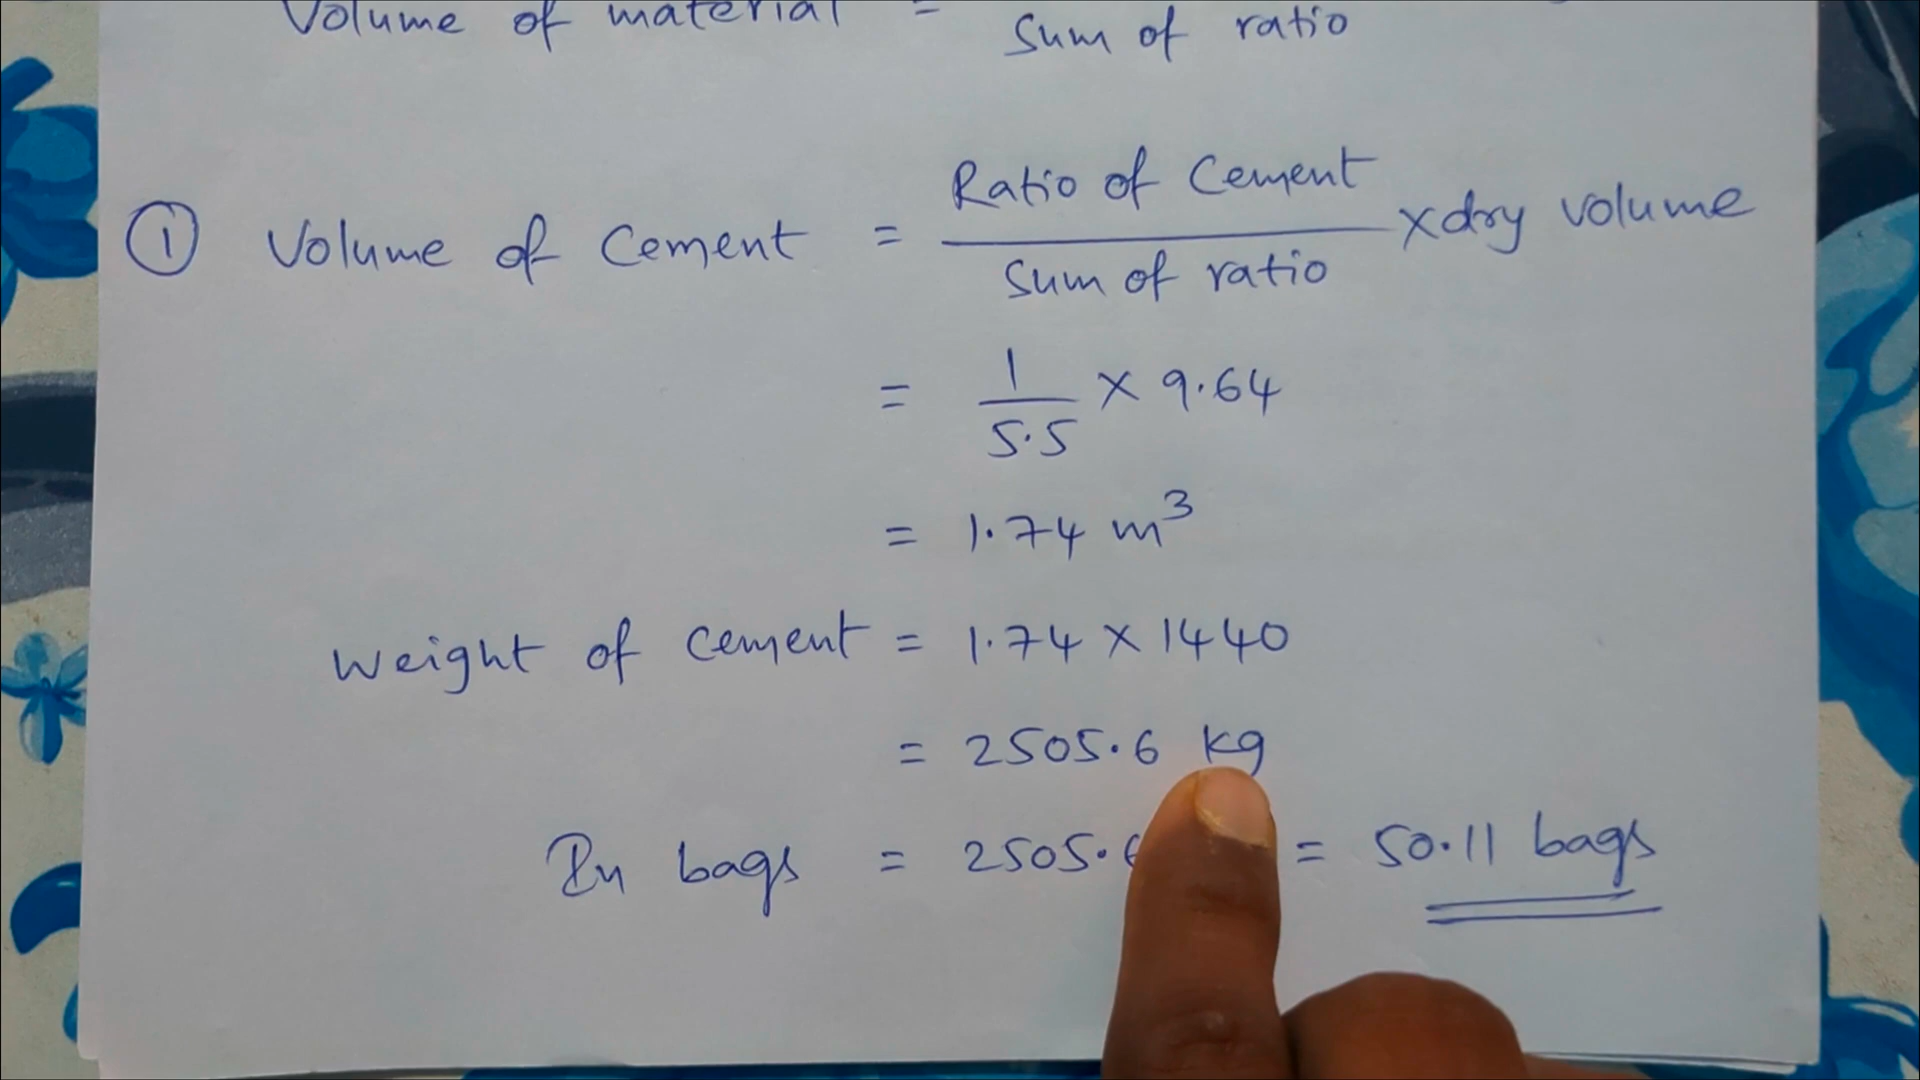 Volume of material =
Sum of ratio
① Volume of Cement = Ratio of Cement / Sum of ratio × dry volume
= 1 / 5.5 × 9.64
= 1.74 m³
Weight of cement = 1.74 × 1440
= 2505.6 kg
In bags = 2505.6 = 50.11 bags